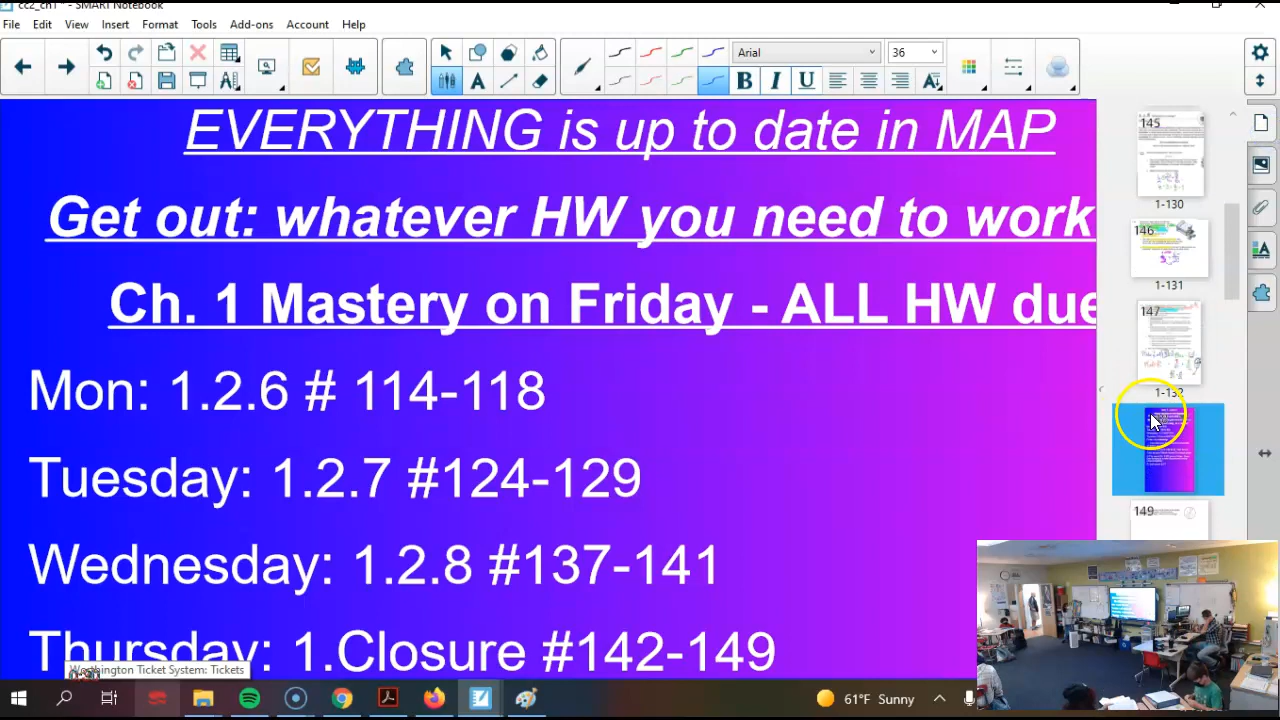 cc2_ch1 * - SMART Notebook
File Edit View Insert Format Tools Add-ons Account Help
Arial 36
B I U A
EVERYTHING is up to date in MAP
Get out: whatever HW you need to work
Ch. 1 Mastery on Friday - ALL HW due
Mon: 1.2.6 # 114-118
Tuesday: 1.2.7 # 124-129
Wednesday: 1.2.8 #137-141
Thursday: 1.Closure #142-149
145
1-130
146
1-131
147
1-132
149
Worthington Ticket System: Tickets
61°F Sunny